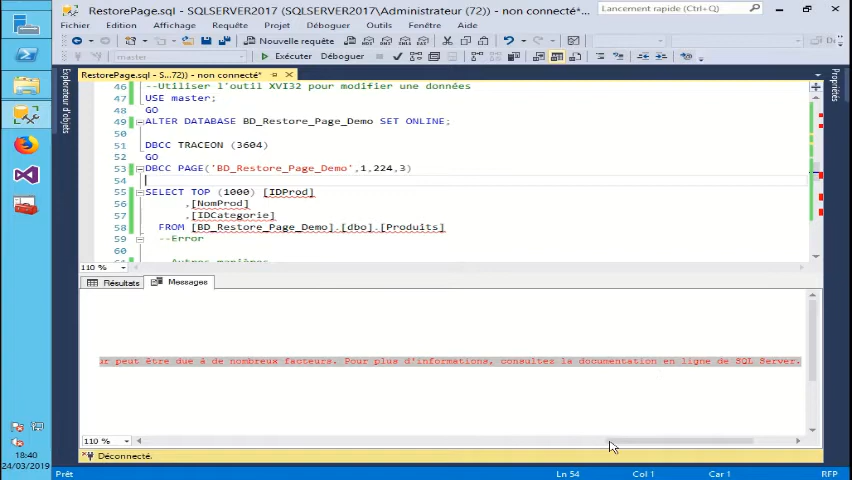 RestorePage.sql - SQLSERVER2017 (SQLSERVER2017\Administrateur (72)) - non connecté*
Lancement rapide (Ctrl+Q)
Fichier Edition Affichage Requête Projet Déboguer Outils Fenêtre Aide
Nouvelle requête
master
Exécuter Déboguer
RestorePage.sql - S...72)) - non connecté*
Explorateur d'objets
Propriétés
46 --Utiliser l'outil XVI32 pour modifier une données
47 USE master;
48 GO
49 ALTER DATABASE BD_Restore_Page_Demo SET ONLINE;
50
51 DBCC TRACEON (3604)
52 GO
53 DBCC PAGE('BD_Restore_Page_Demo',1,224,3)
54
55 SELECT TOP (1000) [IDProd]
56 ,[NomProd]
57 ,[IDCategorie]
58 FROM [BD_Restore_Page_Demo].[dbo].[Produits]
59 --Error
60
110 %
Résultats Messages
ur peut être due à de nombreux facteurs. Pour plus d'informations, consultez la documentation en ligne de SQL Server.
110 %
Déconnecté.
Prêt Ln 54 Col 1 Car 1 RFP
18:40
24/03/2019